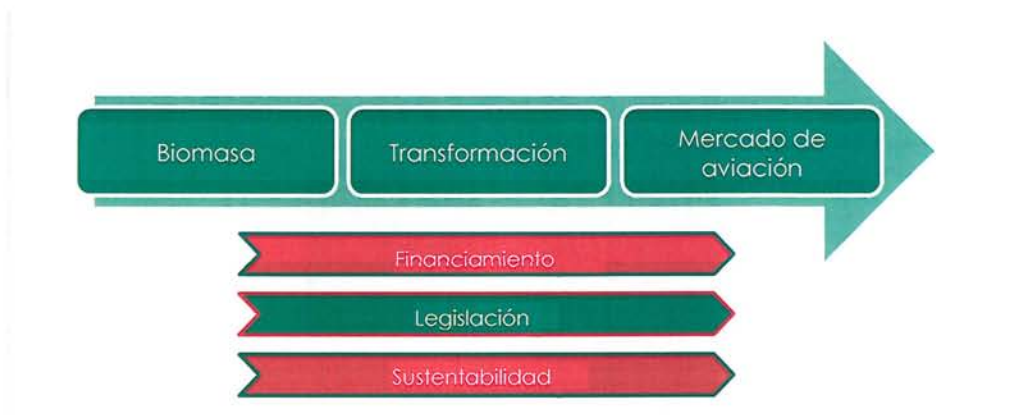 Biomasa
Transformación
Mercado de
aviación
Financiamiento
Legislación
Sustentabilidad